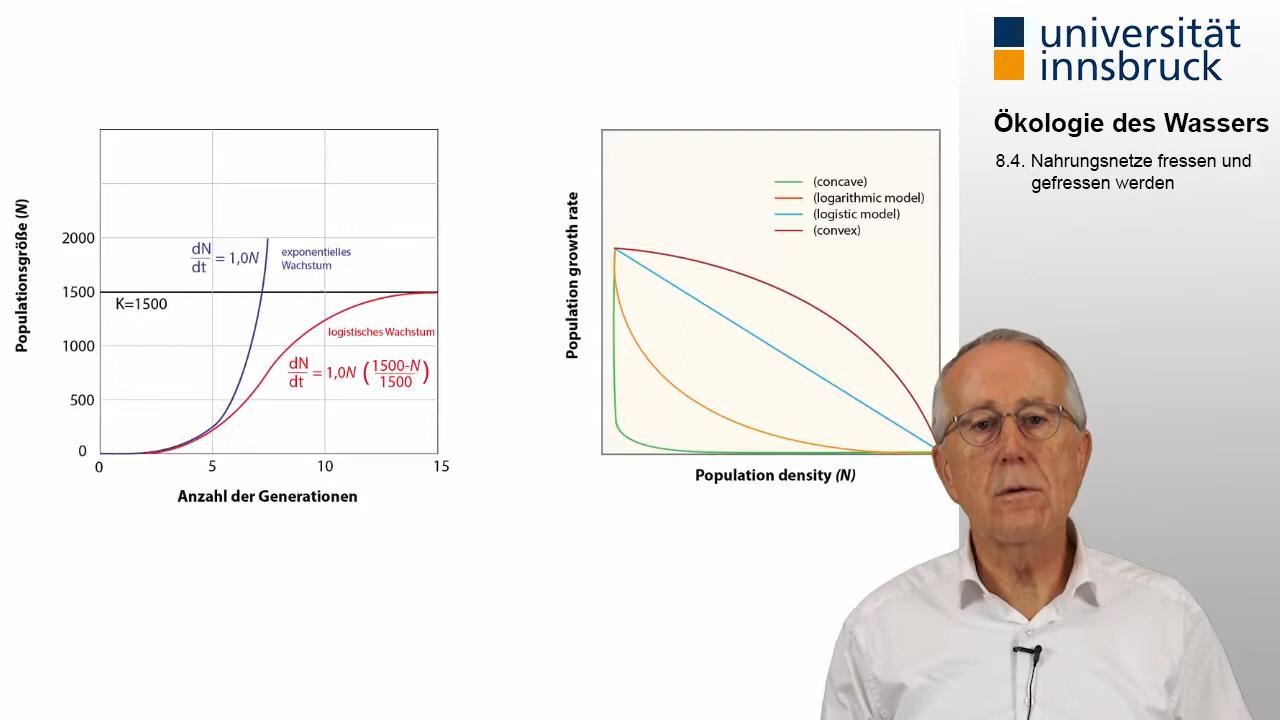 universität
innsbruck
Ökologie des Wassers
8.4. Nahrungsnetze fressen und
gefressen werden
Populationsgröße (N)
2000
1500
1000
500
0
0
5
10
15
dN
dt
= 1,0N
exponentielles
Wachstum
K=1500
logistisches Wachstum
dN
dt
= 1,0N
(1500-N
1500)
Anzahl der Generationen
Population growth rate
(concave)
(logarithmic model)
(logistic model)
(convex)
Population density (N)